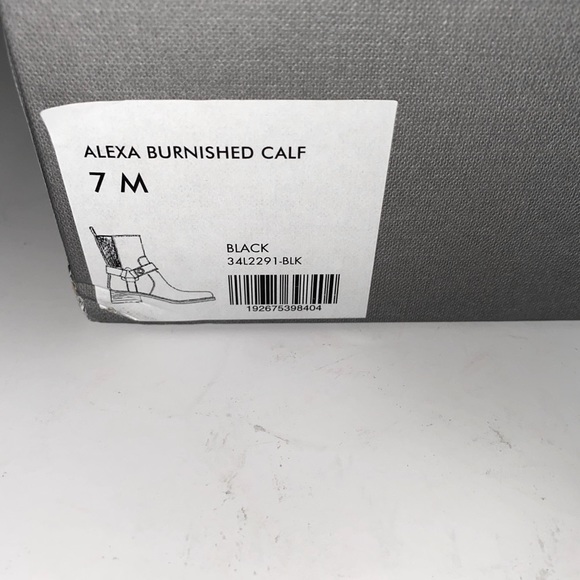 ALEXA BURNISHED CALF
7 M
BLACK
34L2291-BLK
192675398404